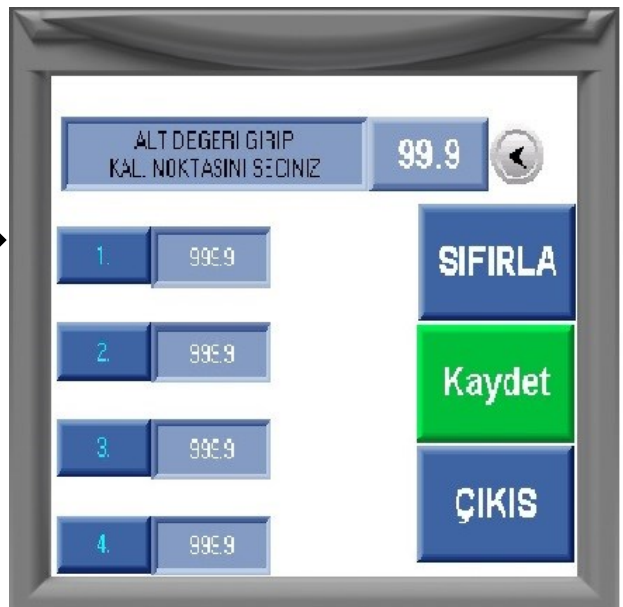 ALT DEGERI GIRIP
KAL. NOKTASINI SECINIZ
99.9
1. 999.9
SIFIRLA
2. 999.9
Kaydet
3. 999.9
ÇIKIS
4. 999.9